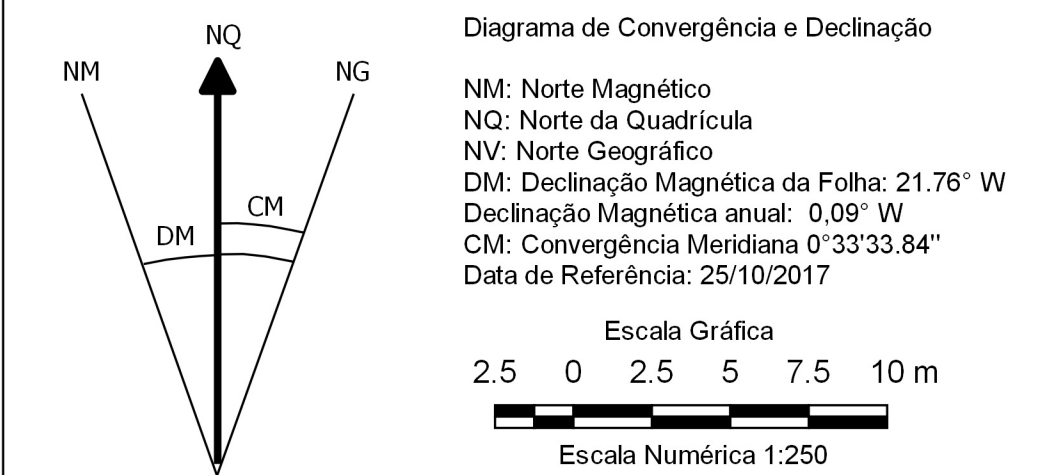 NQ
NM
NG
CM
DM
Diagrama de Convergência e Declinação
NM: Norte Magnético
NQ: Norte da Quadrícula
NV: Norte Geográfico
DM: Declinação Magnética da Folha: 21.76° W
Declinação Magnética anual:  0,09° W
CM: Convergência Meridiana 0°33'33.84"
Data de Referência: 25/10/2017
Escala Gráfica
2.5 0 2.5 5 7.5 10 m
Escala Numérica 1:250